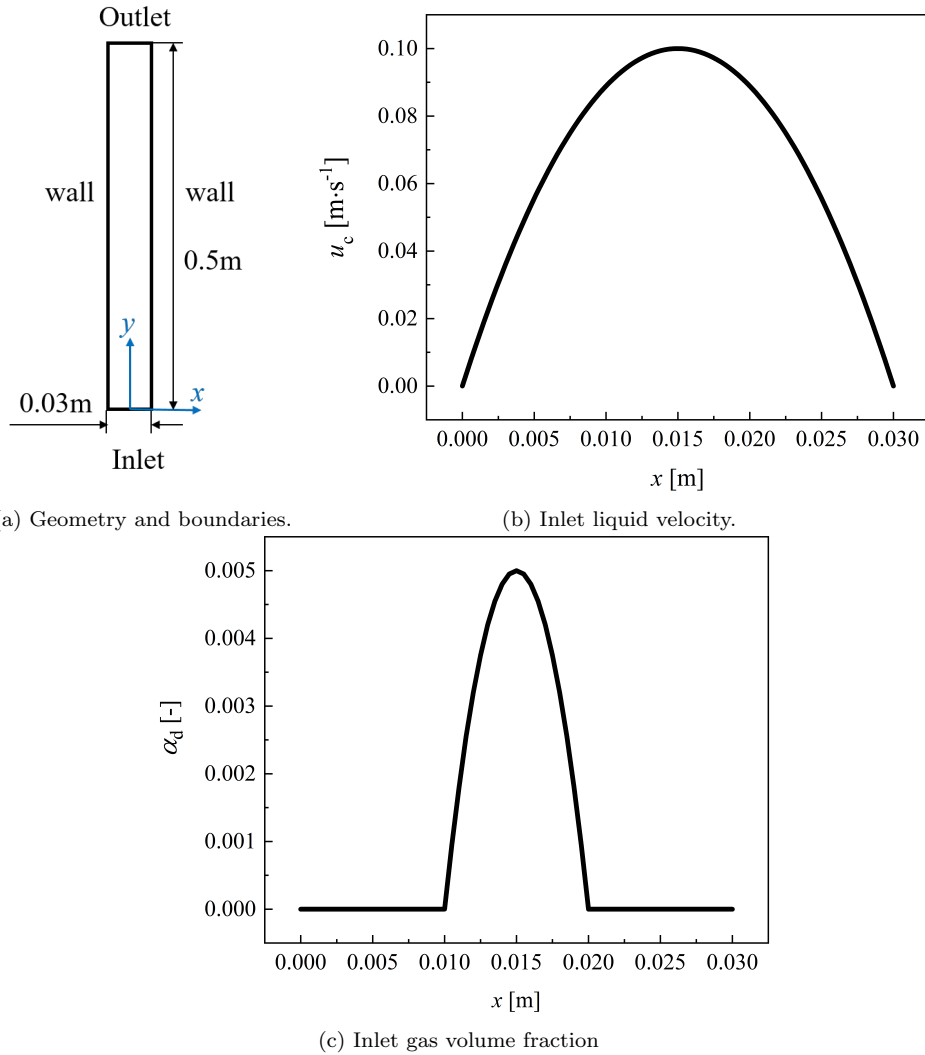 Outlet
wall
wall
0.5m
y
x
0.03m
Inlet
a) Geometry and boundaries.
0.10
0.08
0.06
0.04
0.02
0.00
u_c [m·s⁻¹]
0.000 0.005 0.010 0.015 0.020 0.025 0.030
x [m]
(b) Inlet liquid velocity.
0.005
0.004
0.003
0.002
0.001
0.000
α_d [-]
0.000 0.005 0.010 0.015 0.020 0.025 0.030
x [m]
(c) Inlet gas volume fraction